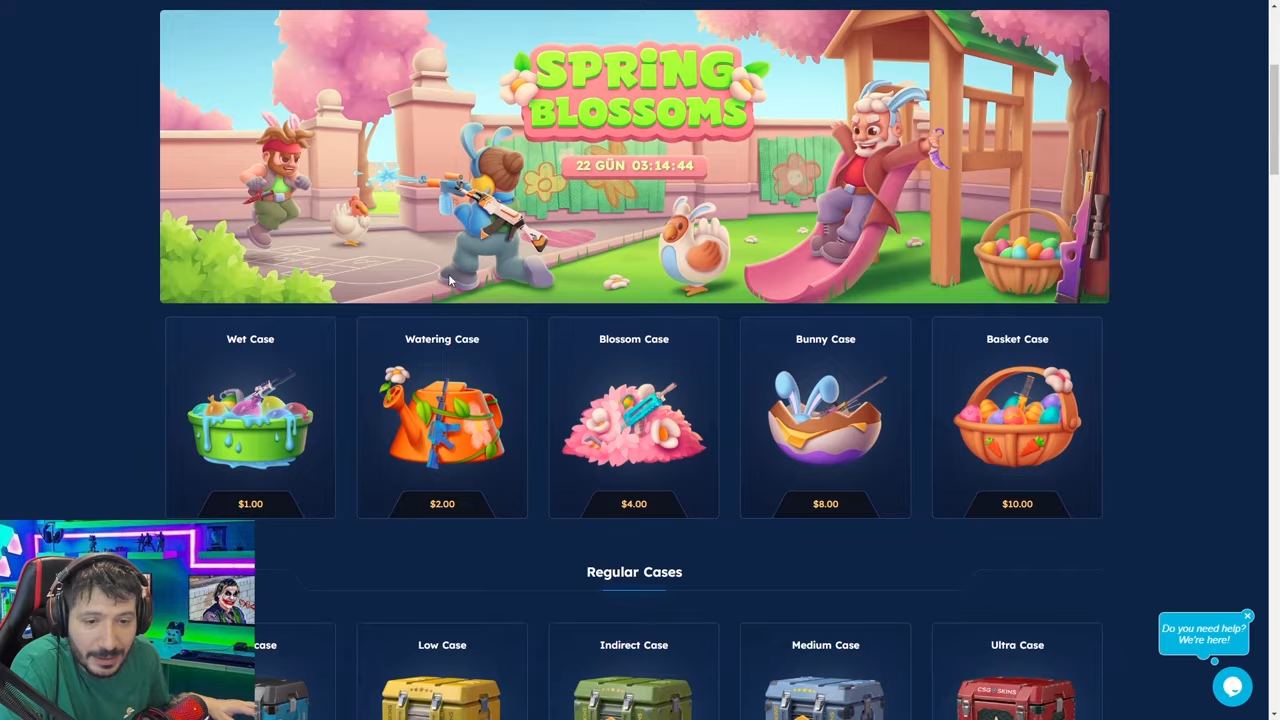 SPRING
BLOSSOMS
22 GÜN 03:14:44
Wet Case
Watering Case
Blossom Case
Bunny Case
Basket Case
$1.00
$2.00
$4.00
$8.00
$10.00
Regular Cases
case
Low Case
Indirect Case
Medium Case
Ultra Case
Do you need help?
We're here!